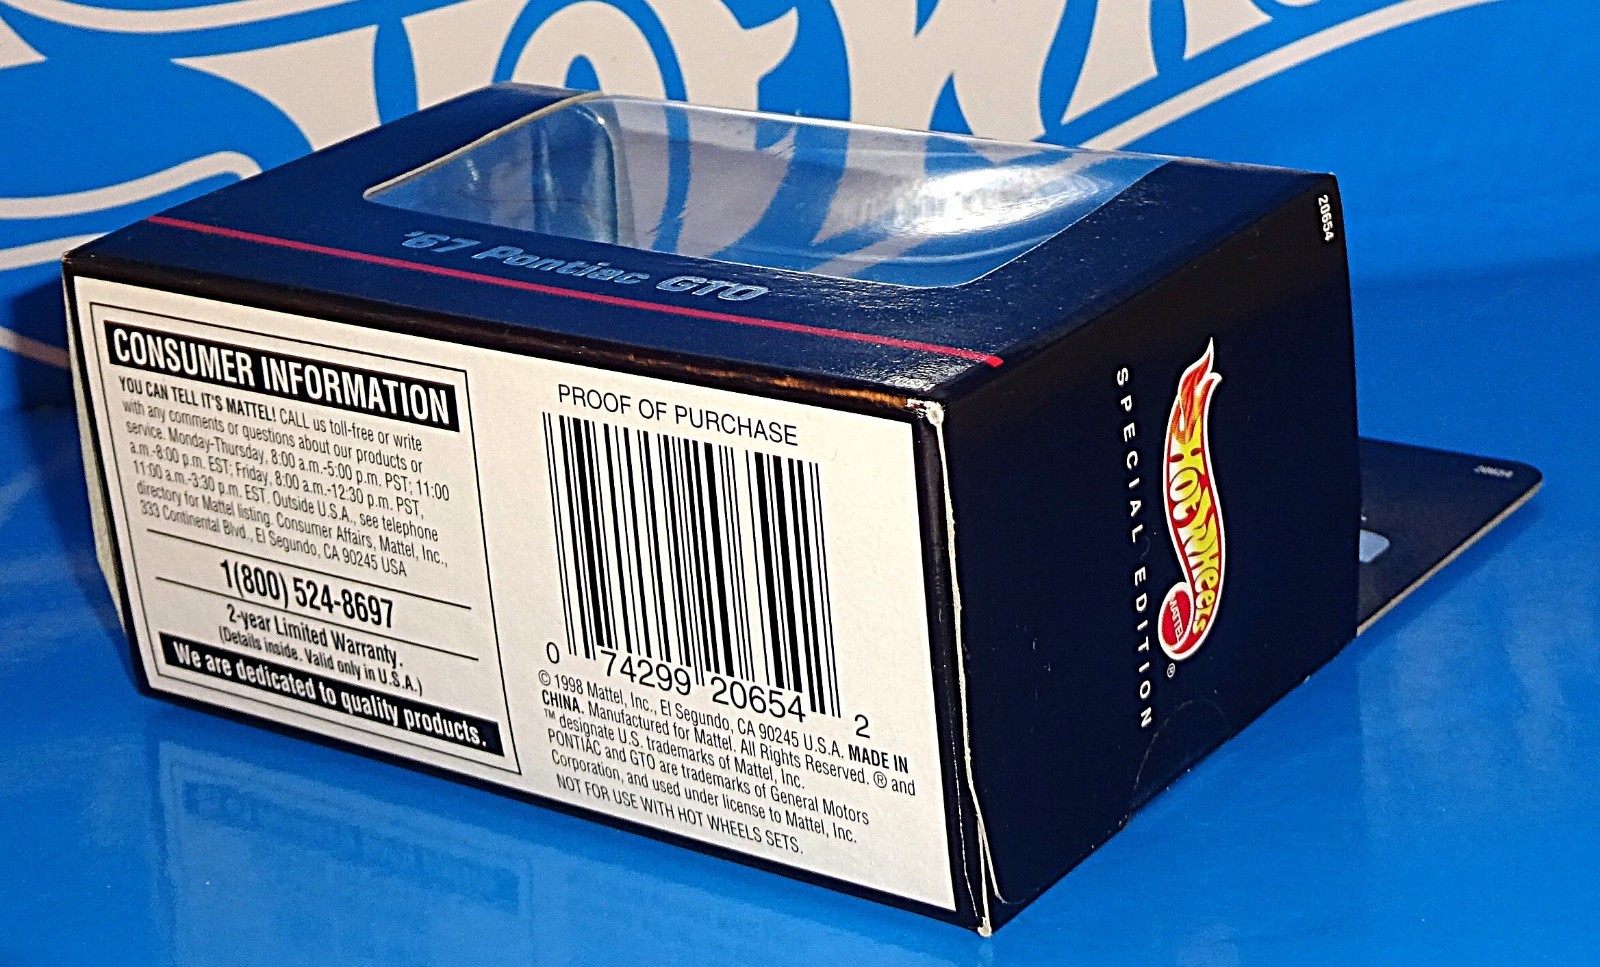 '67 Pontiac GTO
CONSUMER INFORMATION
YOU CAN TELL IT'S MATTEL! CALL us toll-free or write
with any comments or questions about our products or
service. Monday-Thursday, 8:00 a.m.-5:00 p.m. PST; 11:00
a.m.-8:00 p.m. EST; Friday, 8:00 a.m.-12:30 p.m. PST,
11:00 a.m.-3:30 p.m. EST. Outside U.S.A., see telephone
directory for Mattel listing. Consumer Affairs, Mattel, Inc.,
333 Continental Blvd., El Segundo, CA 90245 USA
1(800) 524-8697
2-year Limited Warranty.
(Details inside. Valid only in U.S.A.)
We are dedicated to quality products.
PROOF OF PURCHASE
0 74299 20654 2
© 1998 Mattel, Inc., El Segundo, CA 90245 U.S.A. MADE IN
CHINA. Manufactured for Mattel. All Rights Reserved. ® and
™ designate U.S. trademarks of Mattel, Inc.
PONTIAC and GTO are trademarks of General Motors
Corporation, and used under license to Mattel, Inc.
NOT FOR USE WITH HOT WHEELS SETS.
20654
HOT WHEELS
MATTEL
®
SPECIAL EDITION
20654